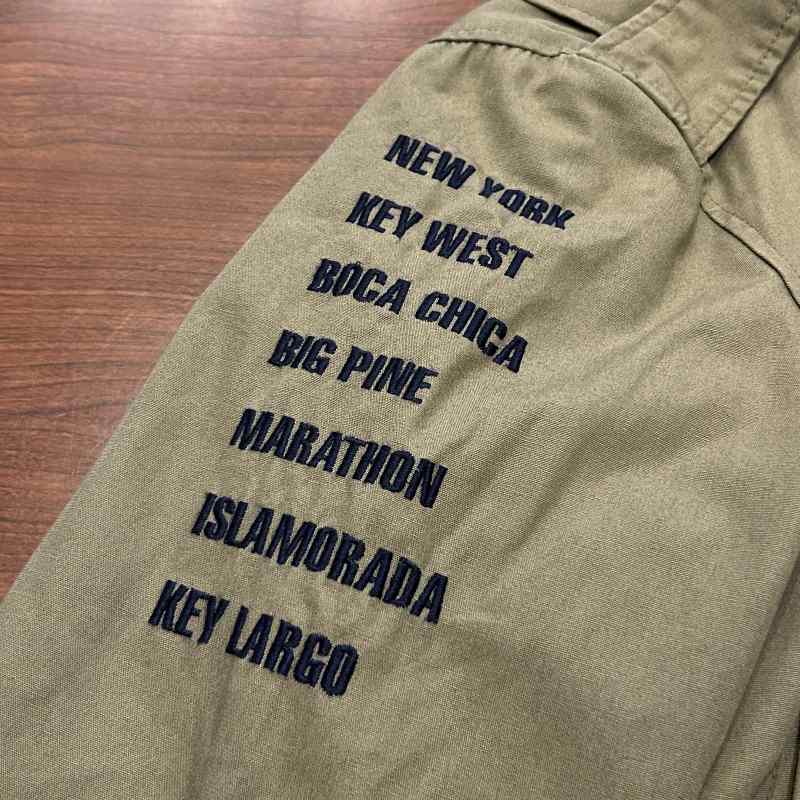 NEW YORK
KEY WEST
BOCA CHICA
BIG PINE
MARATHON
ISLAMORADA
KEY LARGO